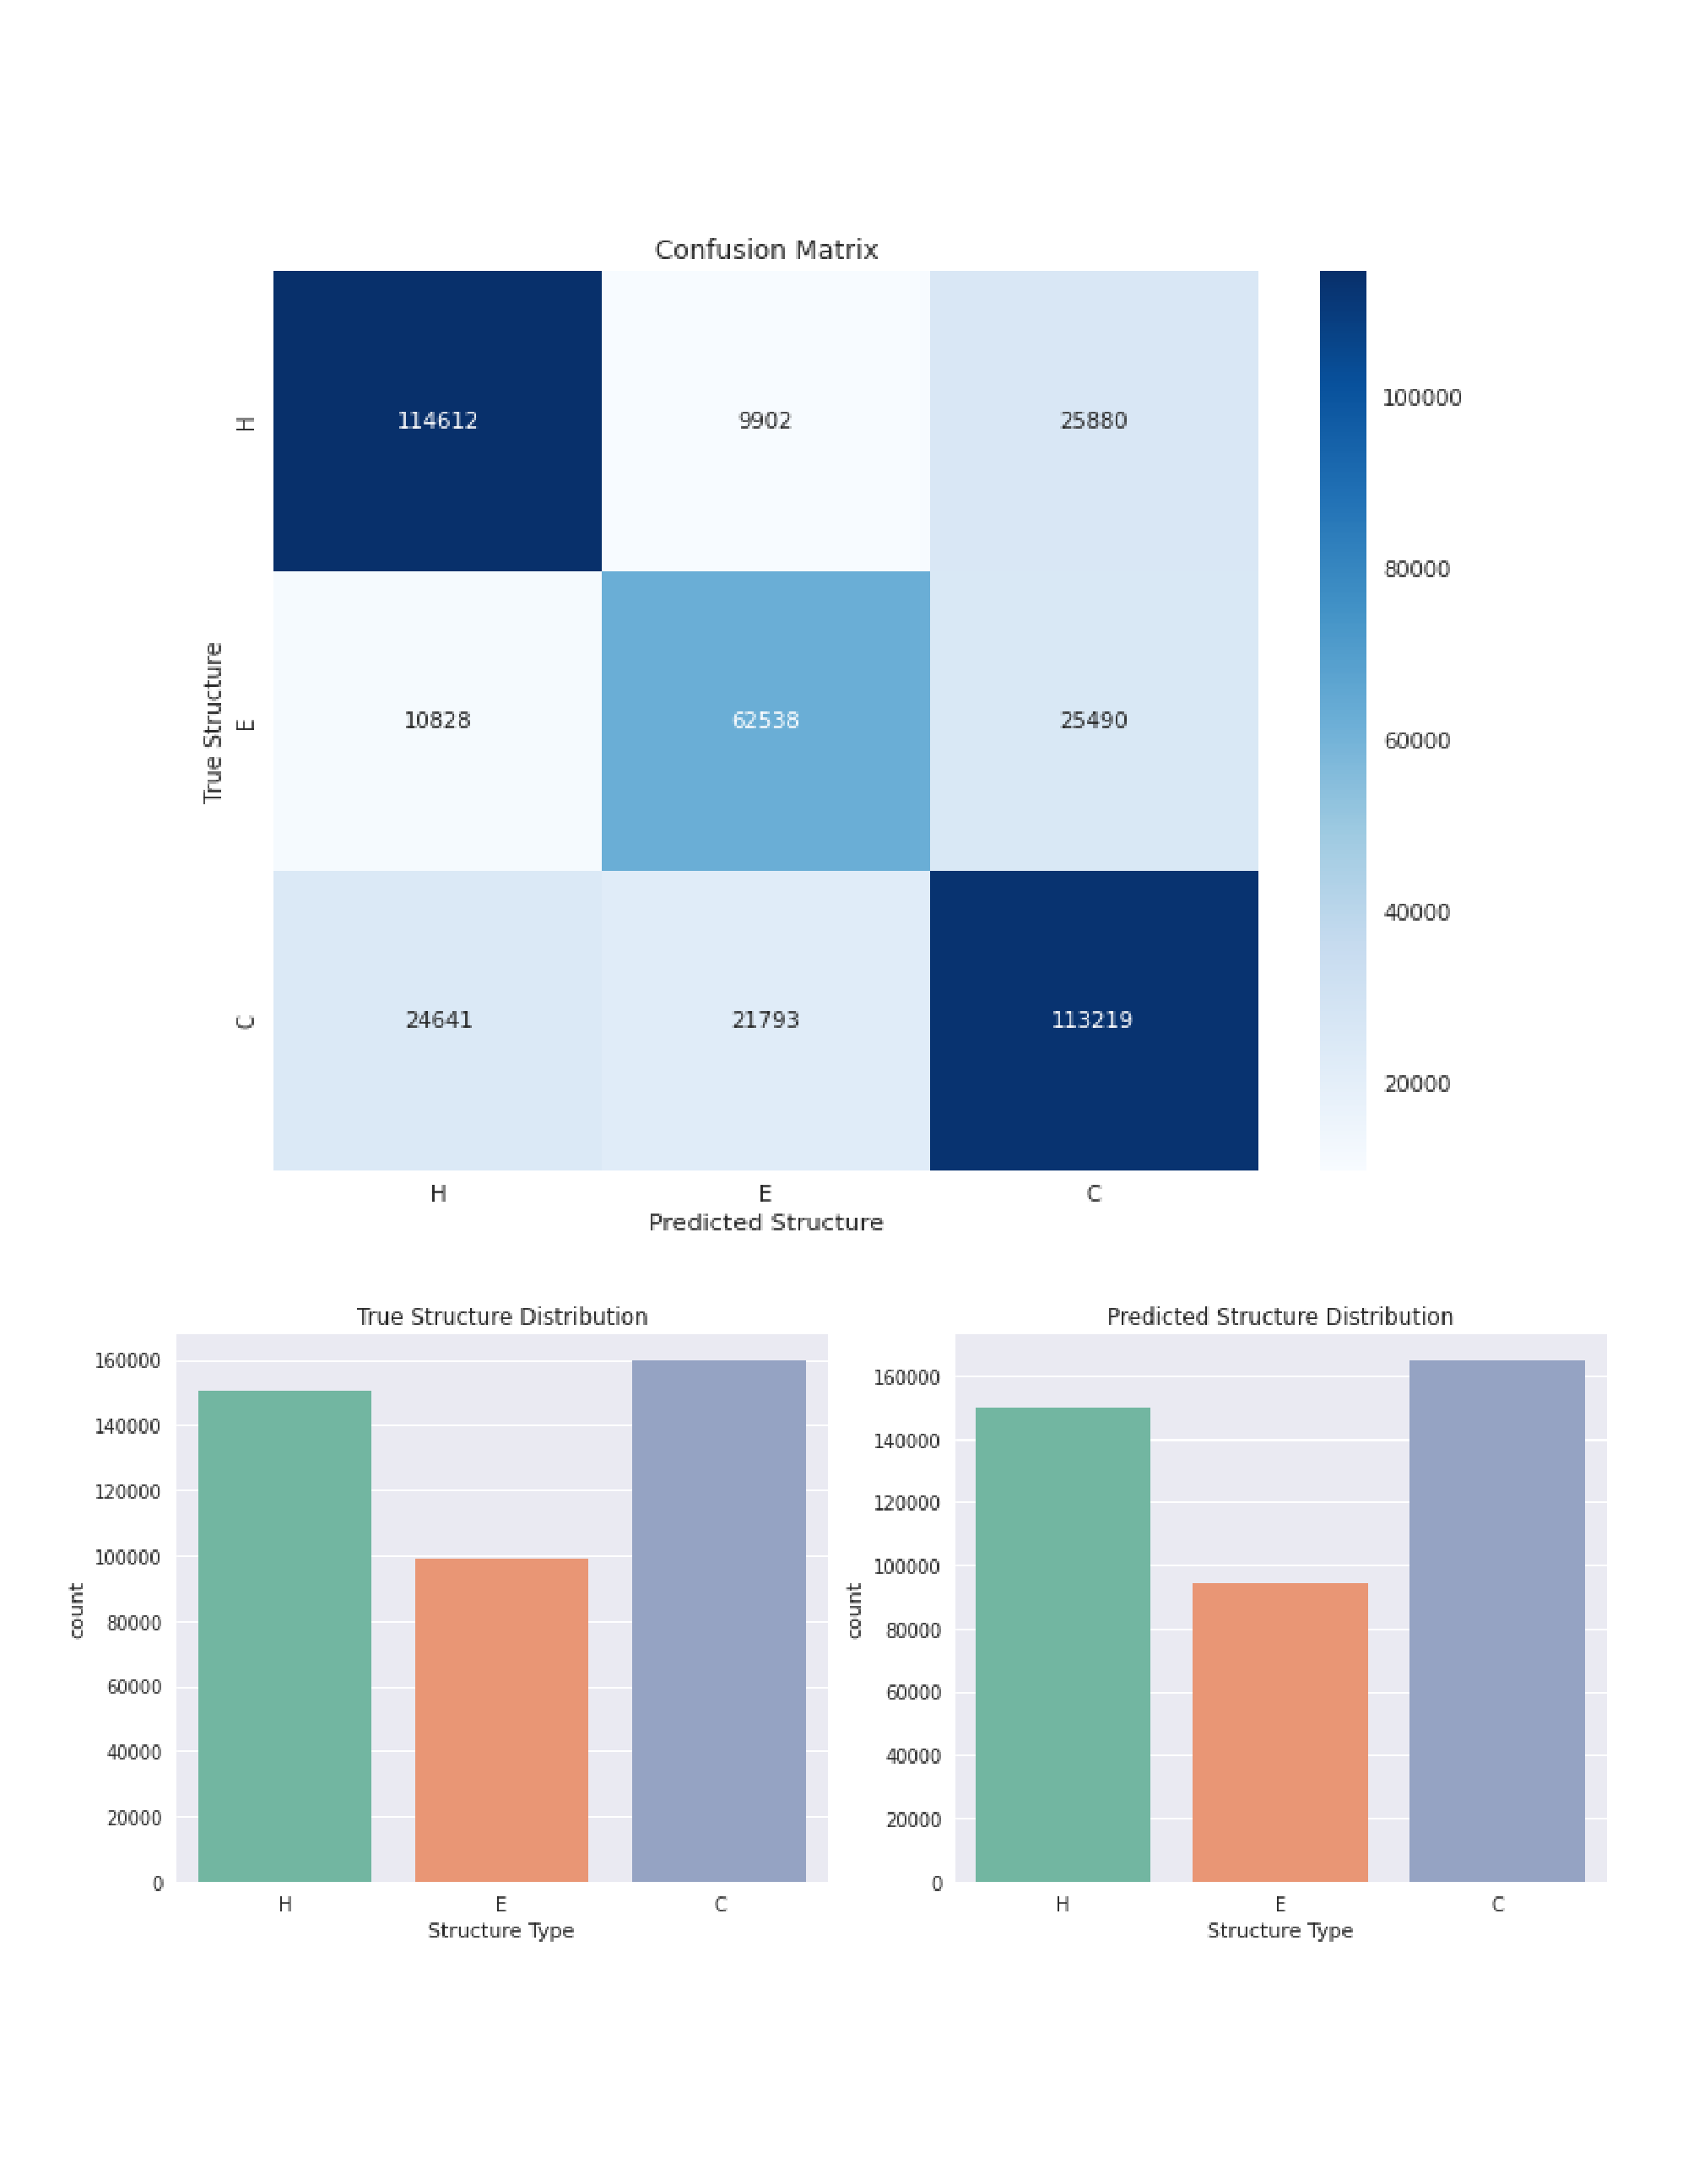 Confusion Matrix
H 114612 9902 25880
E 10828 62538 25490
C 24641 21793 113219
True Structure
H E C
Predicted Structure
100000
80000
60000
40000
20000
True Structure Distribution
160000
140000
120000
100000
80000
60000
40000
20000
0
count
H E C
Structure Type
Predicted Structure Distribution
160000
140000
120000
100000
80000
60000
40000
20000
0
count
H E C
Structure Type